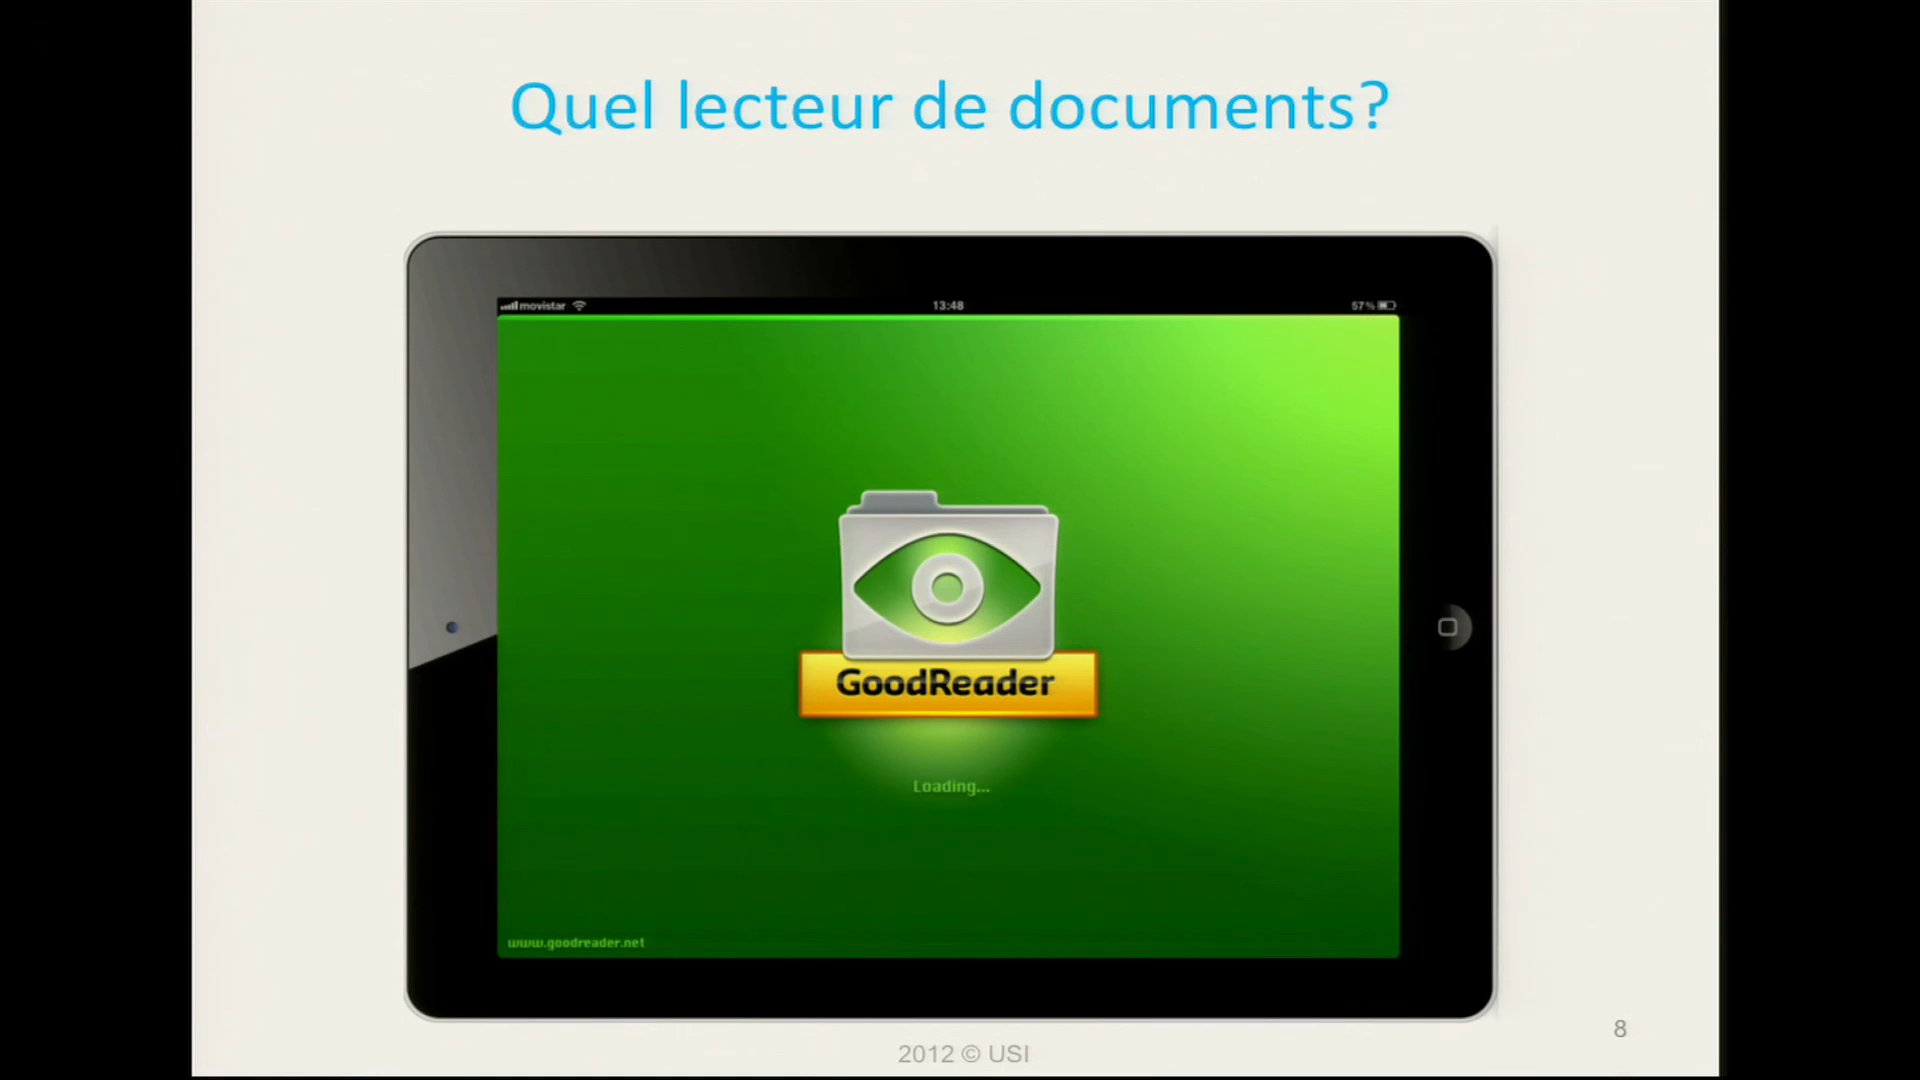 Quel lecteur de documents?
movistar 13:48 57%
GoodReader
Loading...
www.goodreader.net
8
2012 © USI